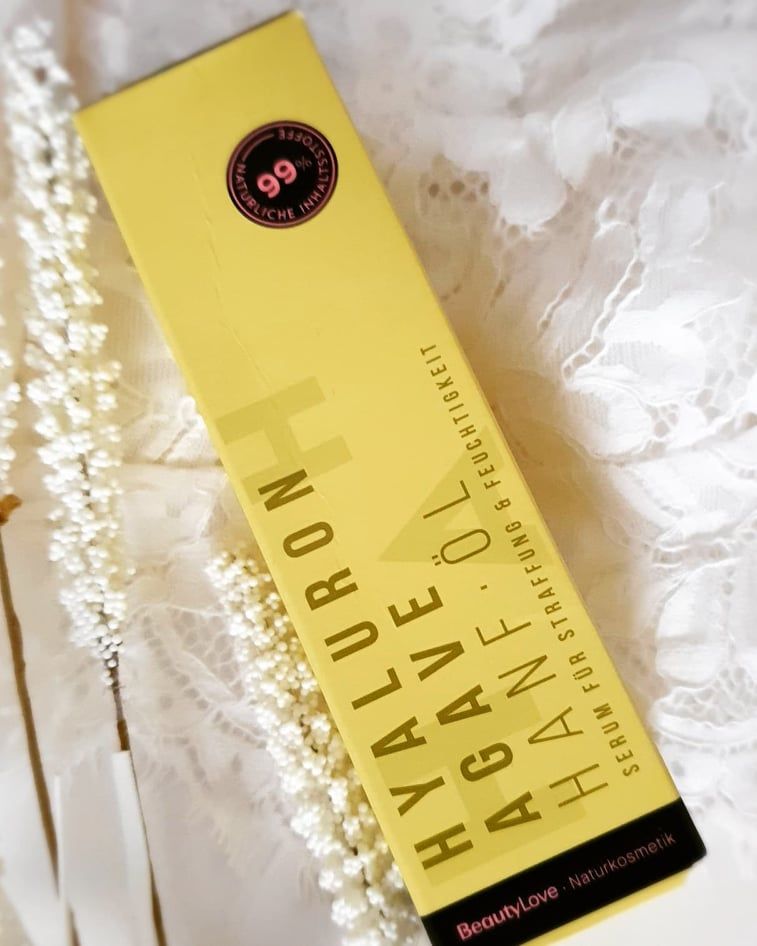 99%
NATÜRLICHE INHALTSSTOFFE
H
A
H
HYALURON
AGAVE
HANF·ÖL
SERUM FÜR STRAFFUNG & FEUCHTIGKEIT
BeautyLove · Naturkosmetik